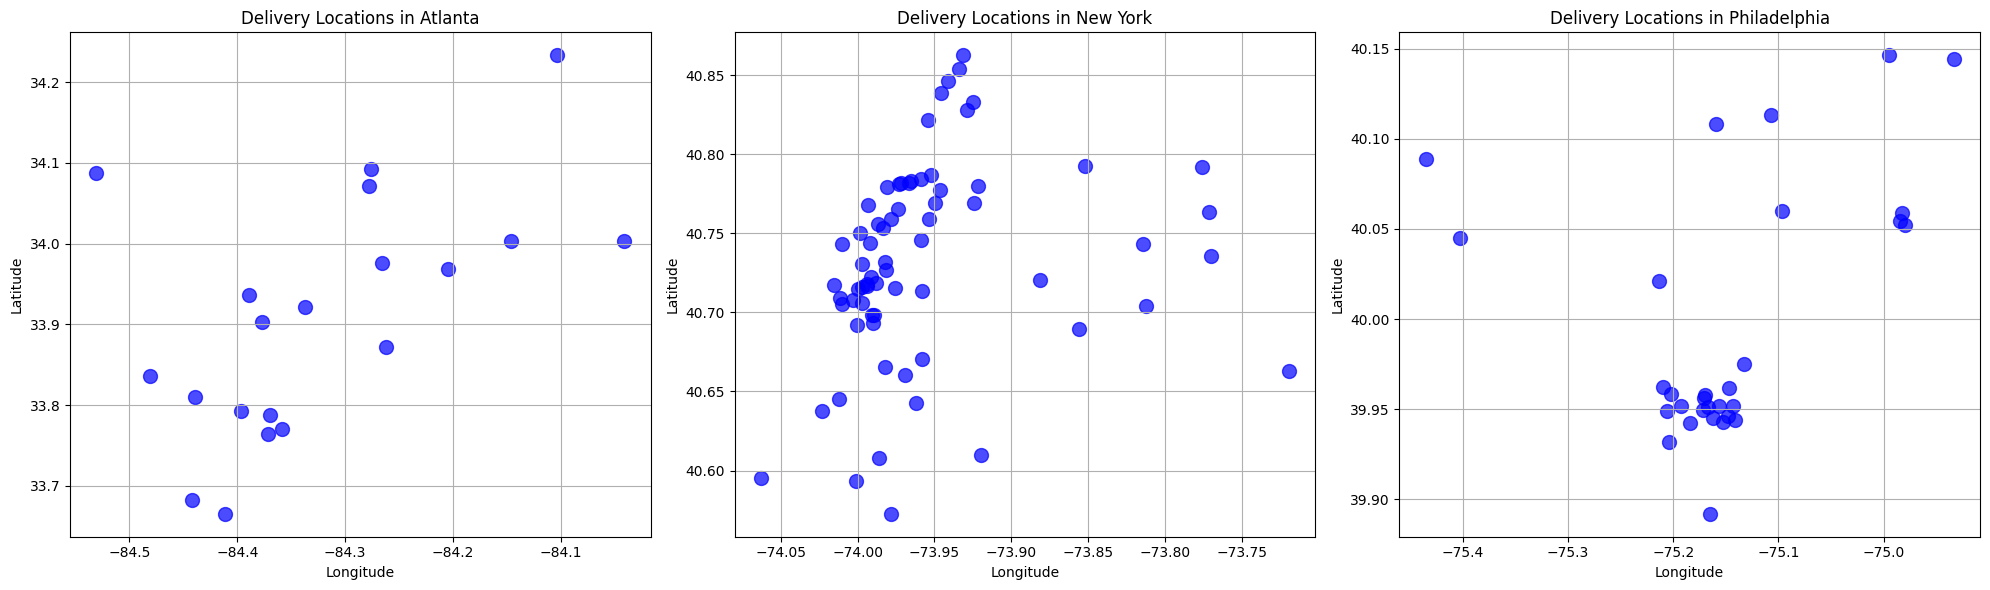 Delivery Locations in Atlanta
34.2
34.1
34.0
33.9
33.8
33.7
Latitude
−84.5 −84.4 −84.3 −84.2 −84.1
Longitude
Delivery Locations in New York
40.85
40.80
40.75
40.70
40.65
40.60
Latitude
−74.05 −74.00 −73.95 −73.90 −73.85 −73.80 −73.75
Longitude
Delivery Locations in Philadelphia
40.15
40.10
40.05
40.00
39.95
39.90
Latitude
−75.4 −75.3 −75.2 −75.1 −75.0
Longitude